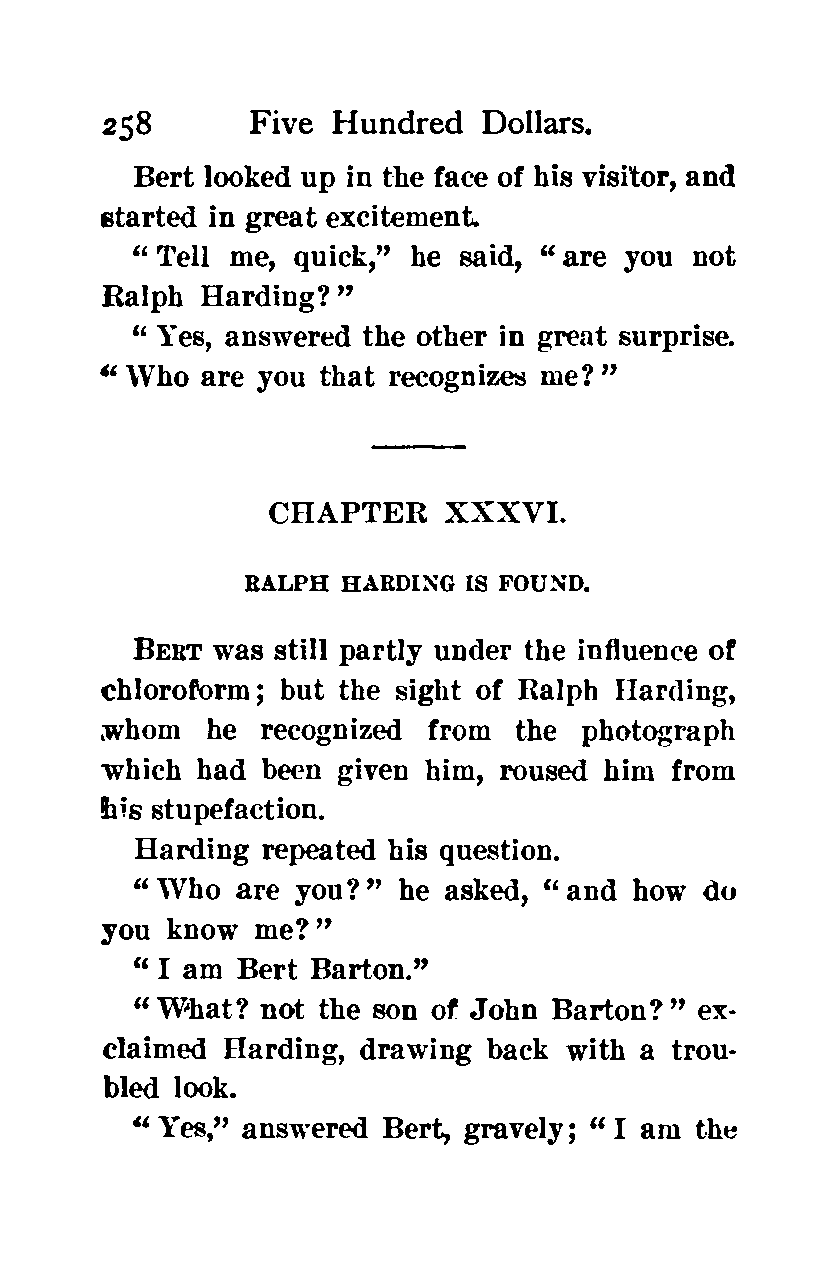 258 Five Hundred Dollars.
Bert looked up in the face of his visitor, and
started in great excitement.
“Tell me, quick,” he said, “are you not
Ralph Harding?”
“Yes, answered the other in great surprise.
“Who are you that recognizes me?”
CHAPTER XXXVI.
RALPH HARDING IS FOUND.
BERT was still partly under the influence of
chloroform; but the sight of Ralph Harding,
whom he recognized from the photograph
which had been given him, roused him from
his stupefaction.
Harding repeated his question.
“Who are you?” he asked, “and how do
you know me?”
“I am Bert Barton.”
“What? not the son of John Barton?” ex-
claimed Harding, drawing back with a trou-
bled look.
“Yes,” answered Bert, gravely; “I am the